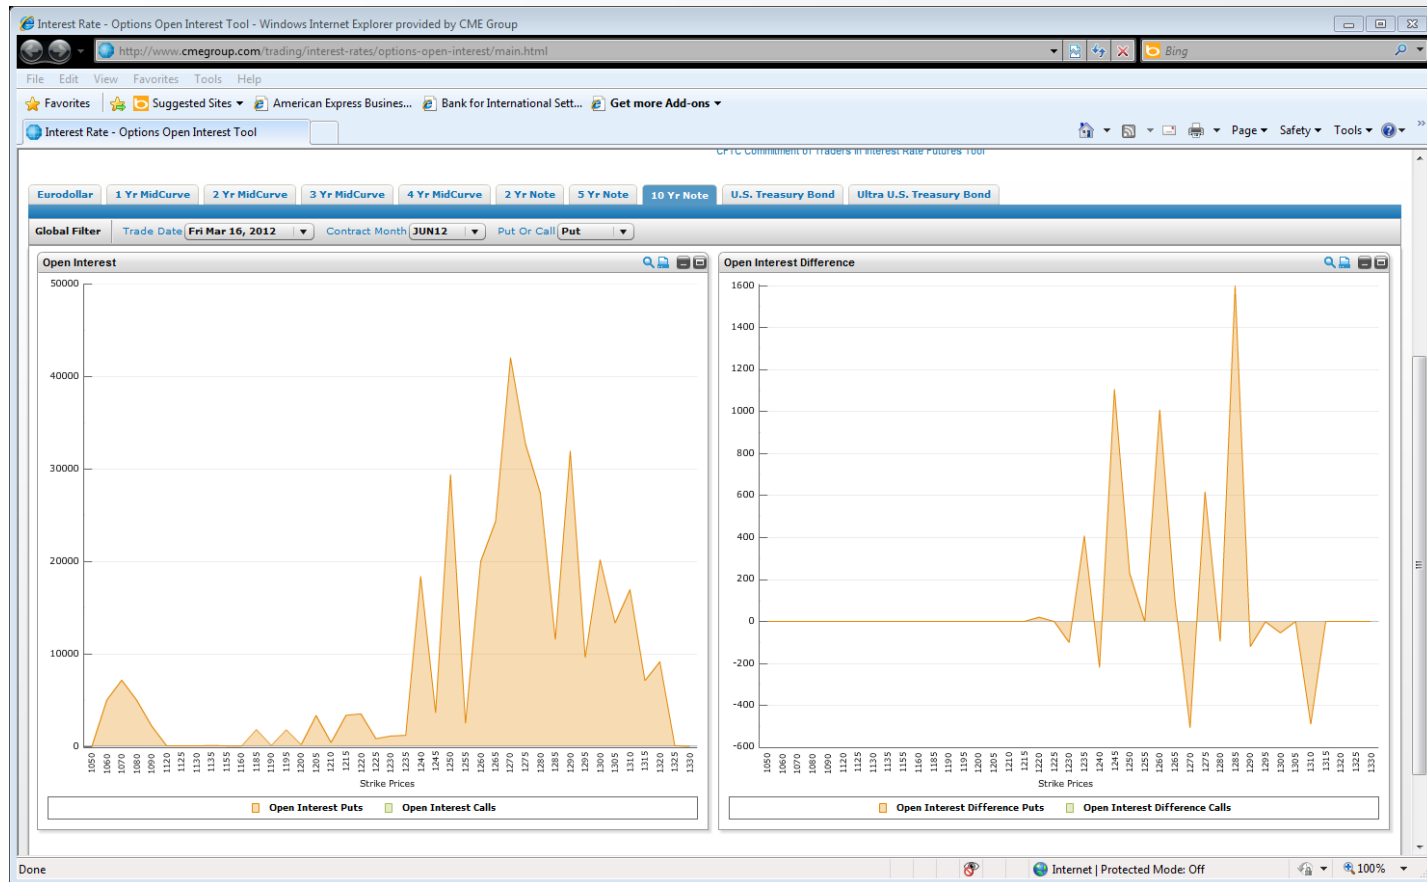 Interest Rate - Options Open Interest Tool - Windows Internet Explorer provided by CME Group
http://www.cmegroup.com/trading/interest-rates/options-open-interest/main.html
Bing
File Edit View Favorites Tools Help
Favorites Suggested Sites American Express Busines... Bank for International Sett... Get more Add-ons
Interest Rate - Options Open Interest Tool Page Safety Tools »
CFTC Commitment of Traders in Interest Rate Futures Tool
Eurodollar 1 Yr MidCurve 2 Yr MidCurve 3 Yr MidCurve 4 Yr MidCurve 2 Yr Note 5 Yr Note 10 Yr Note U.S. Treasury Bond Ultra U.S. Treasury Bond
Global Filter Trade Date Fri Mar 16, 2012 Contract Month JUN12 Put Or Call Put
Open Interest
50000
40000
30000
20000
10000
0
1050 1060 1070 1080 1090 1120 1125 1130 1135 1155 1160 1185 1190 1195 1200 1205 1210 1215 1220 1225 1230 1235 1240 1245 1250 1255 1260 1265 1270 1275 1280 1285 1290 1295 1300 1305 1310 1315 1320 1325 1330
Strike Prices
Open Interest Puts Open Interest Calls
Open Interest Difference
1600
1400
1200
1000
800
600
400
200
0
-200
-400
-600
1050 1060 1070 1080 1090 1120 1125 1130 1135 1155 1160 1185 1190 1195 1200 1205 1210 1215 1220 1225 1230 1235 1240 1245 1250 1255 1260 1265 1270 1275 1280 1285 1290 1295 1300 1305 1310 1315 1320 1325 1330
Strike Prices
Open Interest Difference Puts Open Interest Difference Calls
Done Internet | Protected Mode: Off 100%